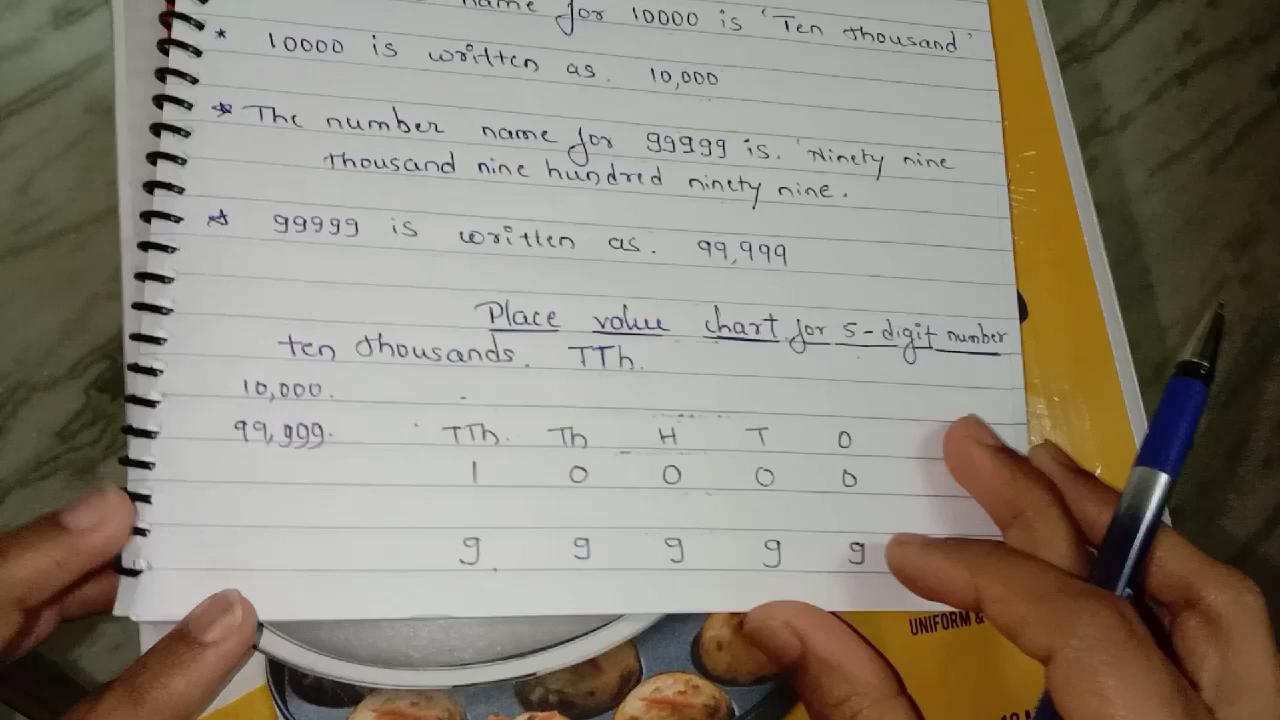 name for 10000 is 'Ten thousand'
* 10000 is written as. 10,000
* The number name for 99999 is. 'Ninety nine
thousand nine hundred ninety nine.
* 99999 is written as. 99,999
Place value chart for 5-digit number
ten thousands. TTh.
10,000.
99,999. TTh. Th H T O
1 0 0 0 0
9 9 9 9 9
UNIFORM &